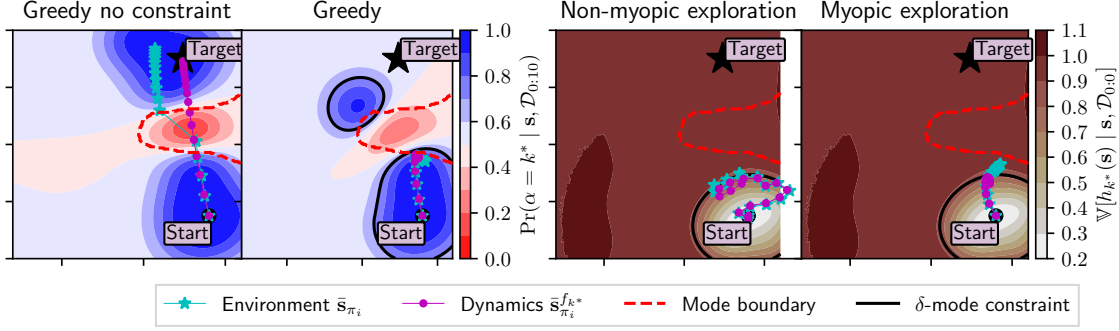 Greedy no constraint
Greedy
Non-myopic exploration
Myopic exploration
Target
Start
Target
Start
1.0
0.8
0.6
0.4
0.2
0.0
Pr(α = k* | s, D₀:₁₀)
Target
Start
Target
Start
1.1
1.0
0.9
0.8
0.7
0.6
0.5
0.4
0.3
0.2
𝕍[hₖ*(s) | s, D₀:₀]
Environment s̄_{π_i}
Dynamics s̄_{π_i}^{f_{k*}}
Mode boundary
δ-mode constraint